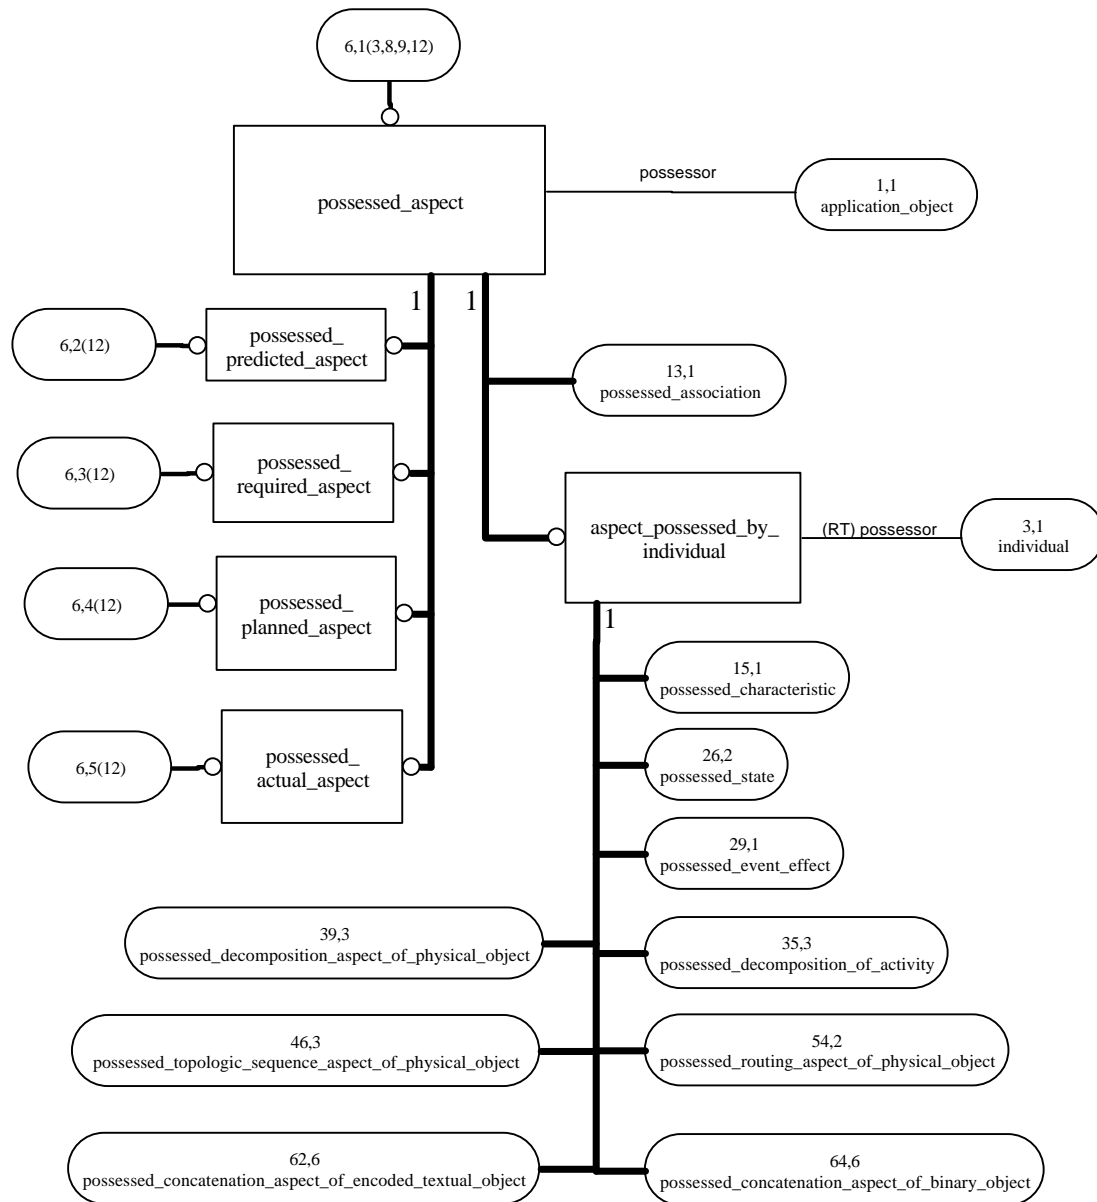 6,1(3,8,9,12)
possessed_aspect
possessor
1,1
application_object
1
1
6,2(12)
possessed_
predicted_aspect
13,1
possessed_association
6,3(12)
possessed_
required_aspect
aspect_possessed_by_
individual
(RT) possessor
3,1
individual
6,4(12)
possessed_
planned_aspect
1
15,1
possessed_characteristic
6,5(12)
possessed_
actual_aspect
26,2
possessed_state
29,1
possessed_event_effect
39,3
possessed_decomposition_aspect_of_physical_object
35,3
possessed_decomposition_of_activity
46,3
possessed_topologic_sequence_aspect_of_physical_object
54,2
possessed_routing_aspect_of_physical_object
62,6
possessed_concatenation_aspect_of_encoded_textual_object
64,6
possessed_concatenation_aspect_of_binary_object